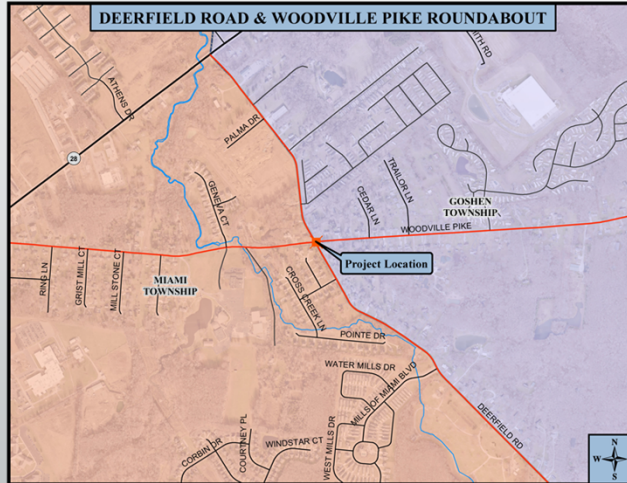 DEERFIELD ROAD & WOODVILLE PIKE ROUNDABOUT
ATHENS DR
ITH RD
PALMA DR
28
TRAILOR LN
CEDAR LN
GENEVA CT
GOSHEN
TOWNSHIP
WOODVILLE PIKE
Project Location
RING LN
GRIST MILL CT
MILL STONE CT
MIAMI
TOWNSHIP
CROSS CREEK LN
POINTE DR
WATER MILLS DR
MILLS OF MIAMI BLVD
DEERFIELD RD
COURTNEY PL
WINDSTAR CT
WEST MILLS DR
CORBIN DR
N
W E
S